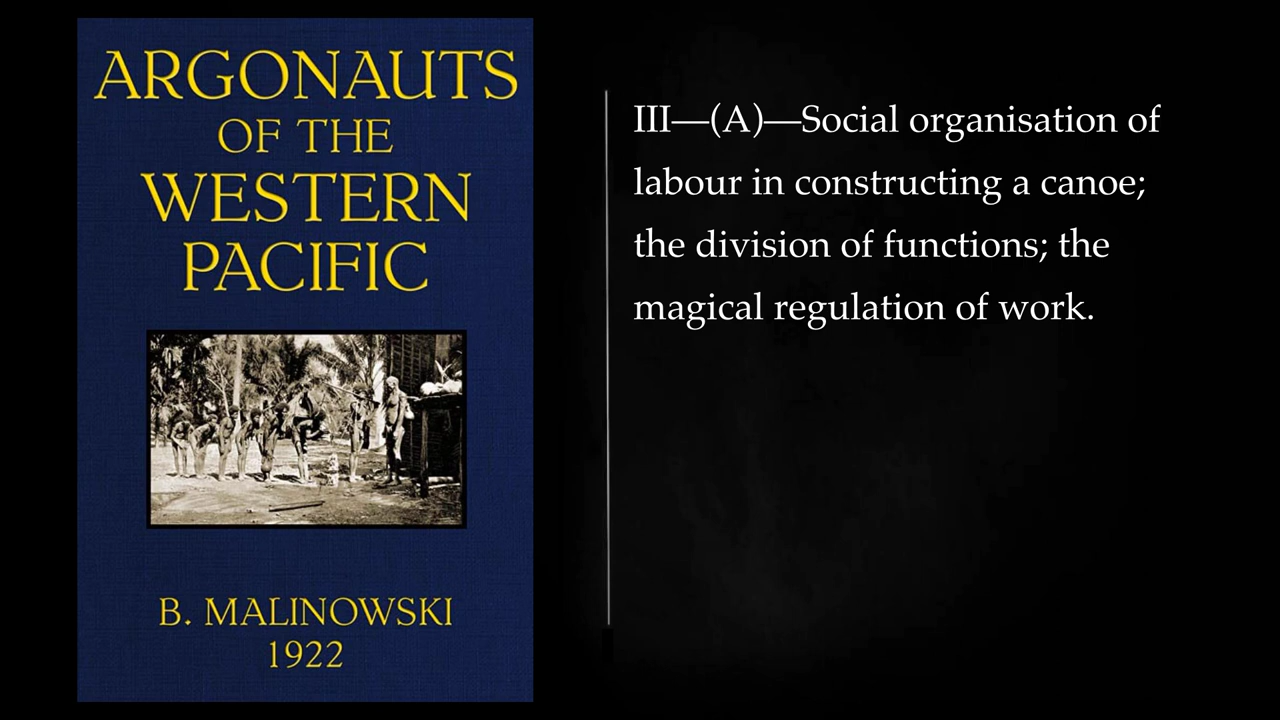 ARGONAUTS
OF THE
WESTERN
PACIFIC
B. MALINOWSKI
1922
III—(A)—Social organisation of
labour in constructing a canoe;
the division of functions; the
magical regulation of work.